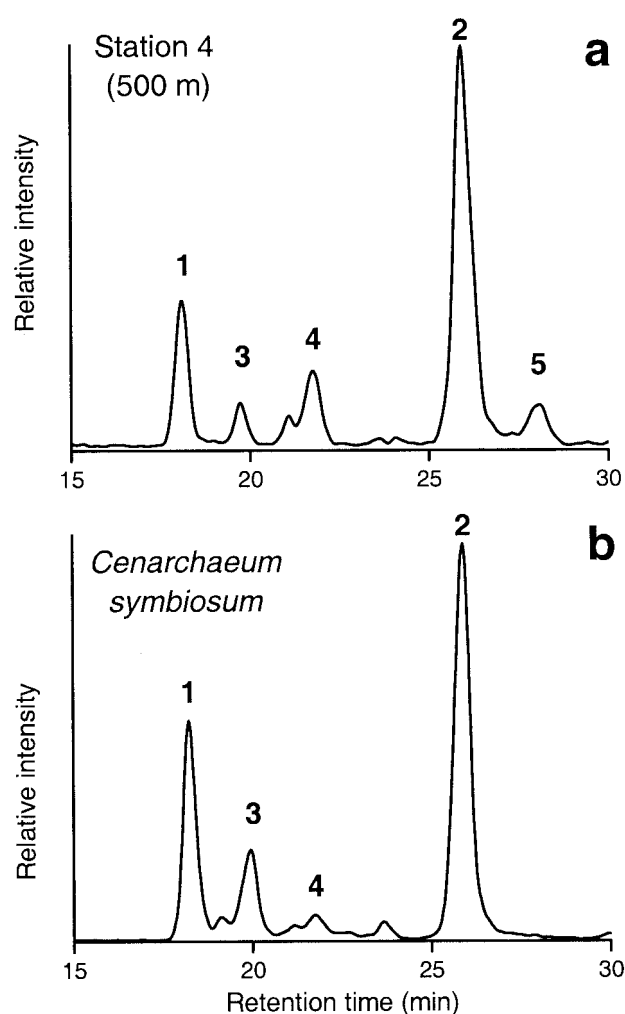 Station 4
(500 m)
a
2
1
3
4
5
Relative intensity
15 20 25 30
Cenarchaeum
symbiosum
b
2
1
3
4
Relative intensity
15 20 25 30
Retention time (min)